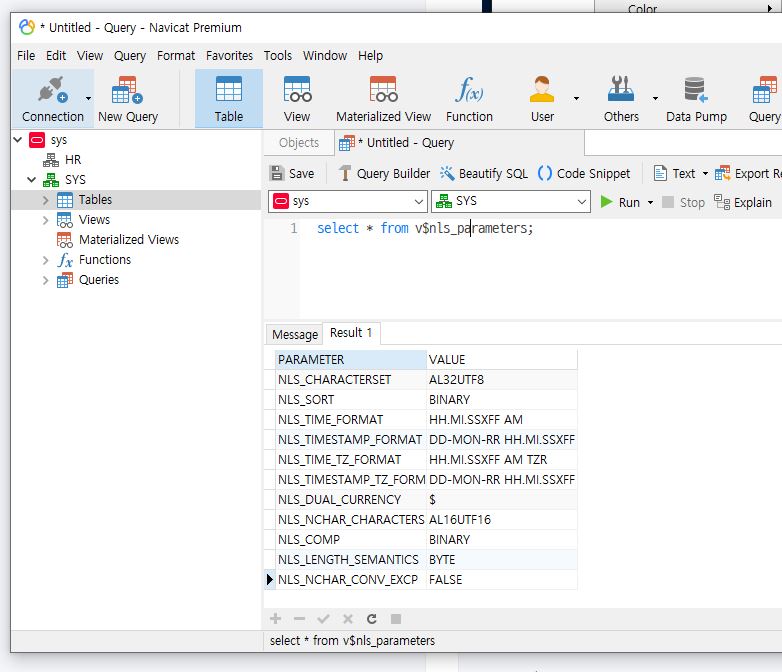 Color
* Untitled - Query - Navicat Premium
File Edit View Query Format Favorites Tools Window Help
Connection New Query Table View Materialized View Function User Others Data Pump Query
sys
HR
SYS
Tables
Views
Materialized Views
Functions
Queries
Objects * Untitled - Query
Save Query Builder Beautify SQL Code Snippet Text Export Re
sys SYS Run Stop Explain
1 select * from v$nls_parameters;
Message Result 1
PARAMETER VALUE
NLS_CHARACTERSET AL32UTF8
NLS_SORT BINARY
NLS_TIME_FORMAT HH.MI.SSXFF AM
NLS_TIMESTAMP_FORMAT DD-MON-RR HH.MI.SSXFF
NLS_TIME_TZ_FORMAT HH.MI.SSXFF AM TZR
NLS_TIMESTAMP_TZ_FORM DD-MON-RR HH.MI.SSXFF
NLS_DUAL_CURRENCY $
NLS_NCHAR_CHARACTERS AL16UTF16
NLS_COMP BINARY
NLS_LENGTH_SEMANTICS BYTE
NLS_NCHAR_CONV_EXCP FALSE
select * from v$nls_parameters